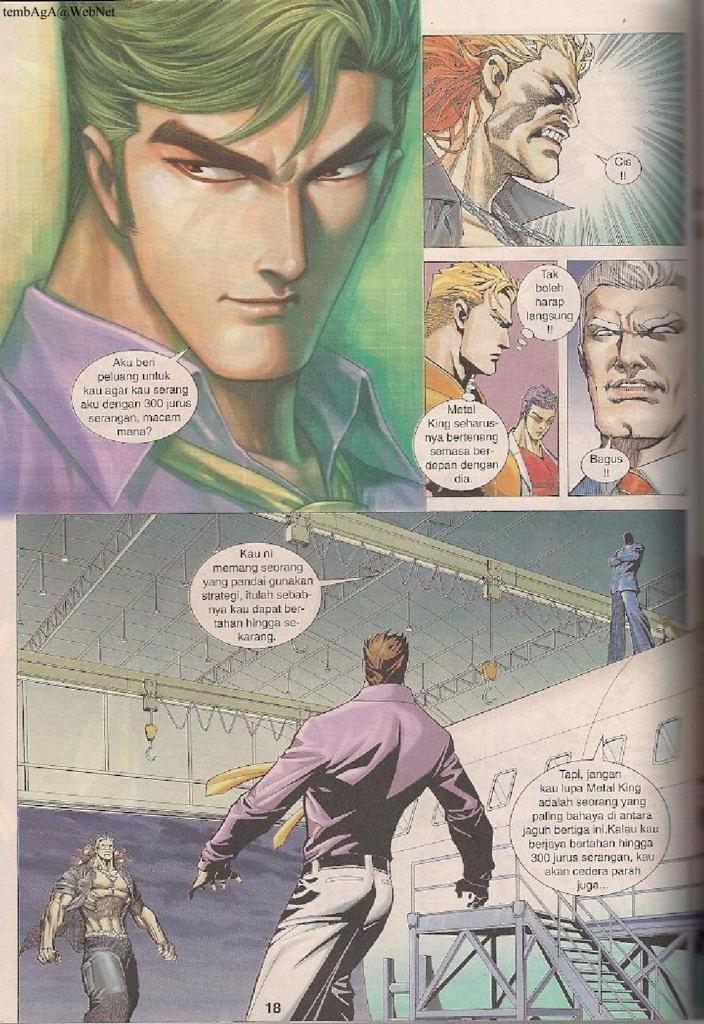 tembAgA@WebNet
Aku beri
peluang untuk
kau agar kau serang
aku dengan 300 jurus
serangan, macam
mana?
Cis
!!
Tak
boleh
harap
langsung
!!
Metal
King seharus-
nya bertenang
semasa ber-
depan dengan
dia.
Bagus
!!
Kau ni
memang seorang
yang pandai gunakan
strategi, itulah sebab-
nya kau dapat ber-
tahan hingga se-
karang.
Tapi, jangan
kau lupa Metal King
adalah seorang yang
paling bahaya di antara
jaguh bertiga ini.Kalau kau
berjaya bertahan hingga
300 jurus serangan, kau
akan cedera parah
juga...
18